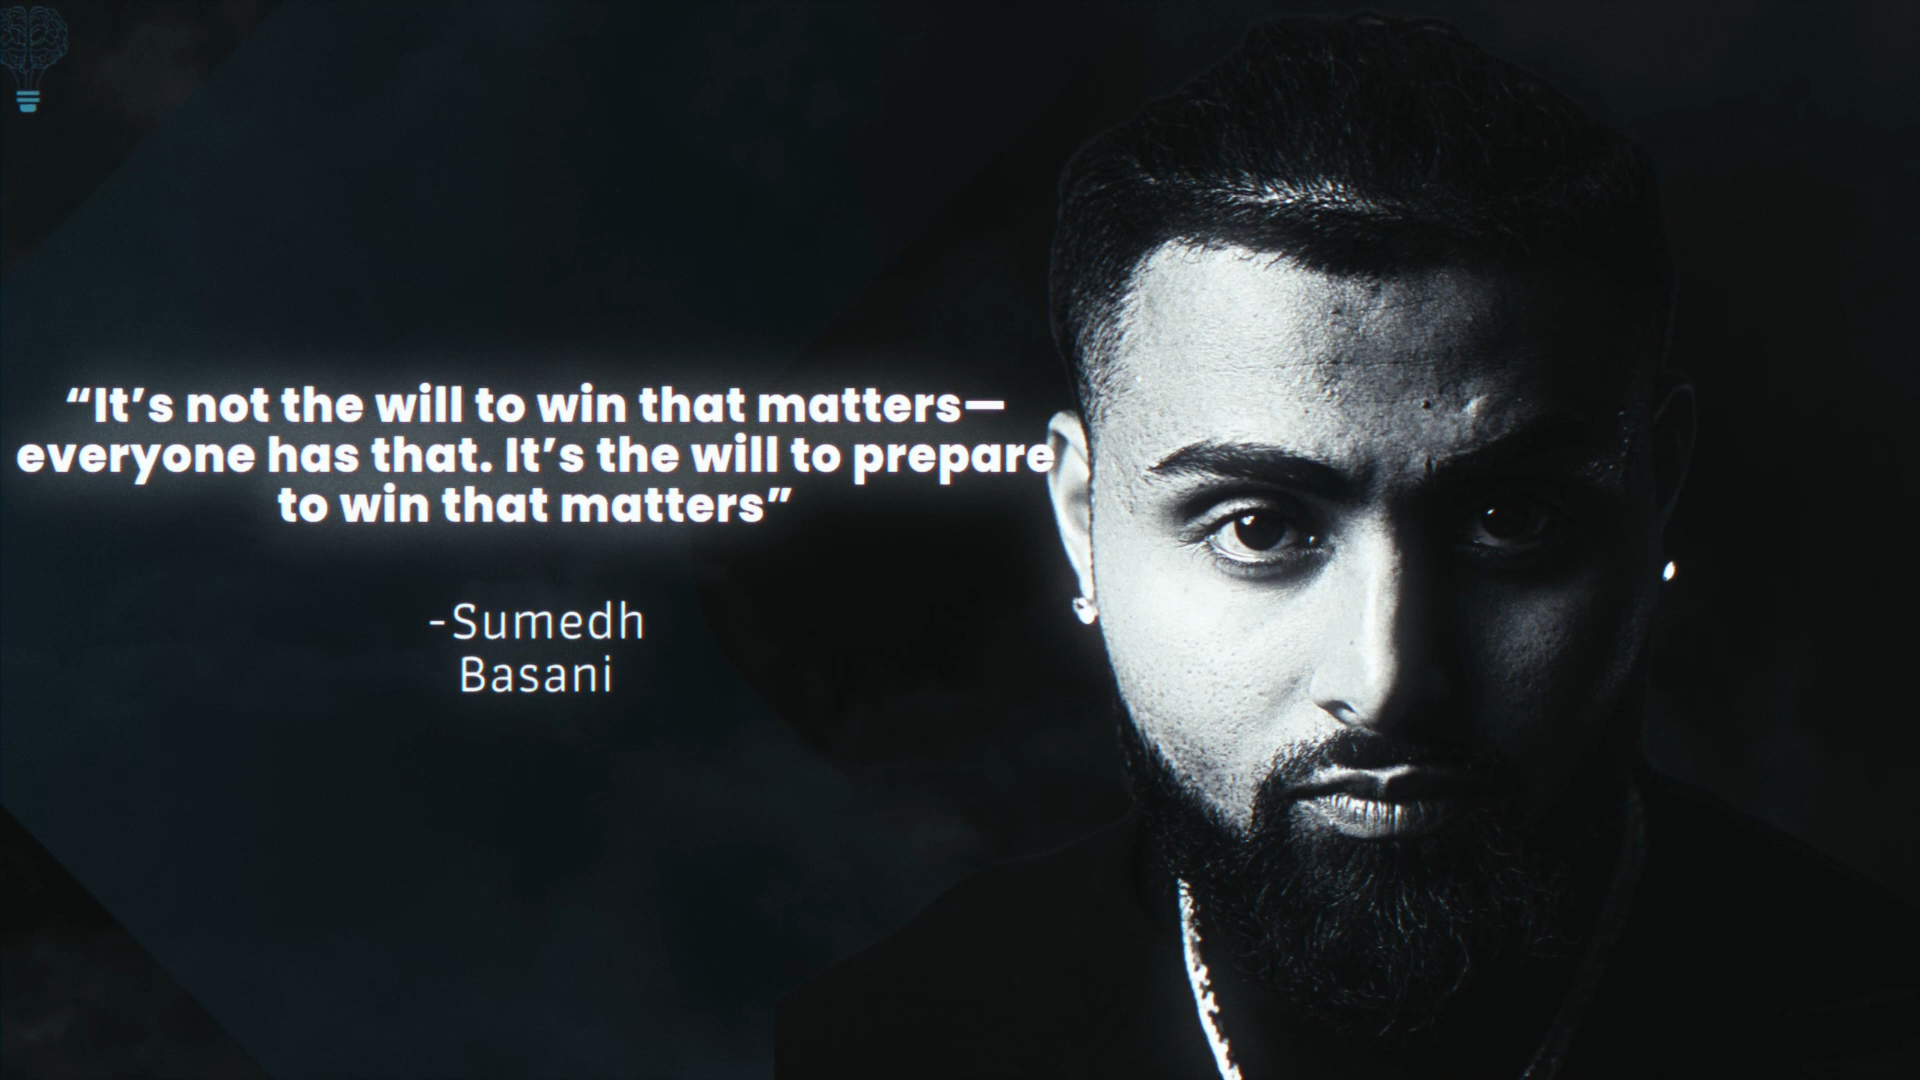 “It’s not the will to win that matters—
everyone has that. It’s the will to prepare
to win that matters”
-Sumedh
Basani